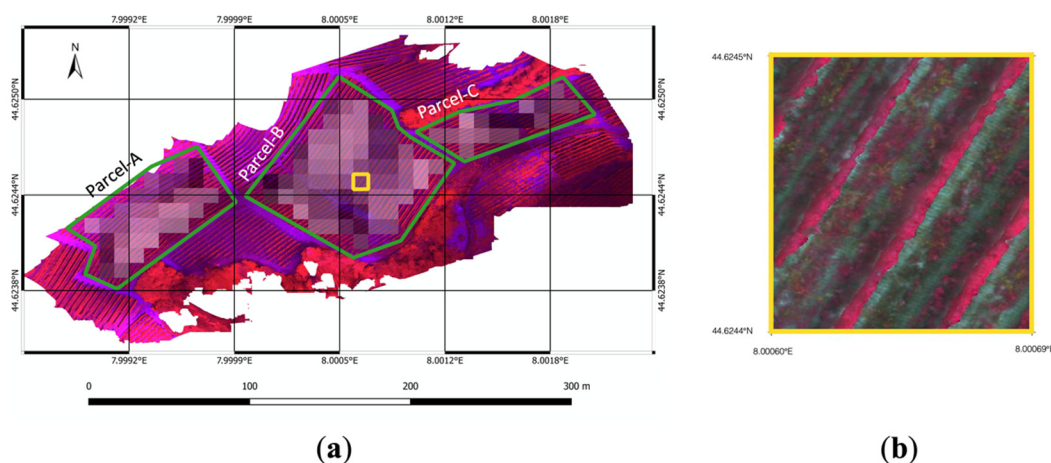 7.9992°E 7.9999°E 8.0005°E 8.0012°E 8.0018°E
N
44.6250°N 44.6250°N
44.6244°N 44.6244°N
44.6238°N 44.6238°N
Parcel-A
Parcel-B
Parcel-C
7.9992°E 7.9999°E 8.0005°E 8.0012°E 8.0018°E
0 100 200 300 m
(a)
44.6245°N
44.6244°N
8.00060°E 8.00069°E
(b)